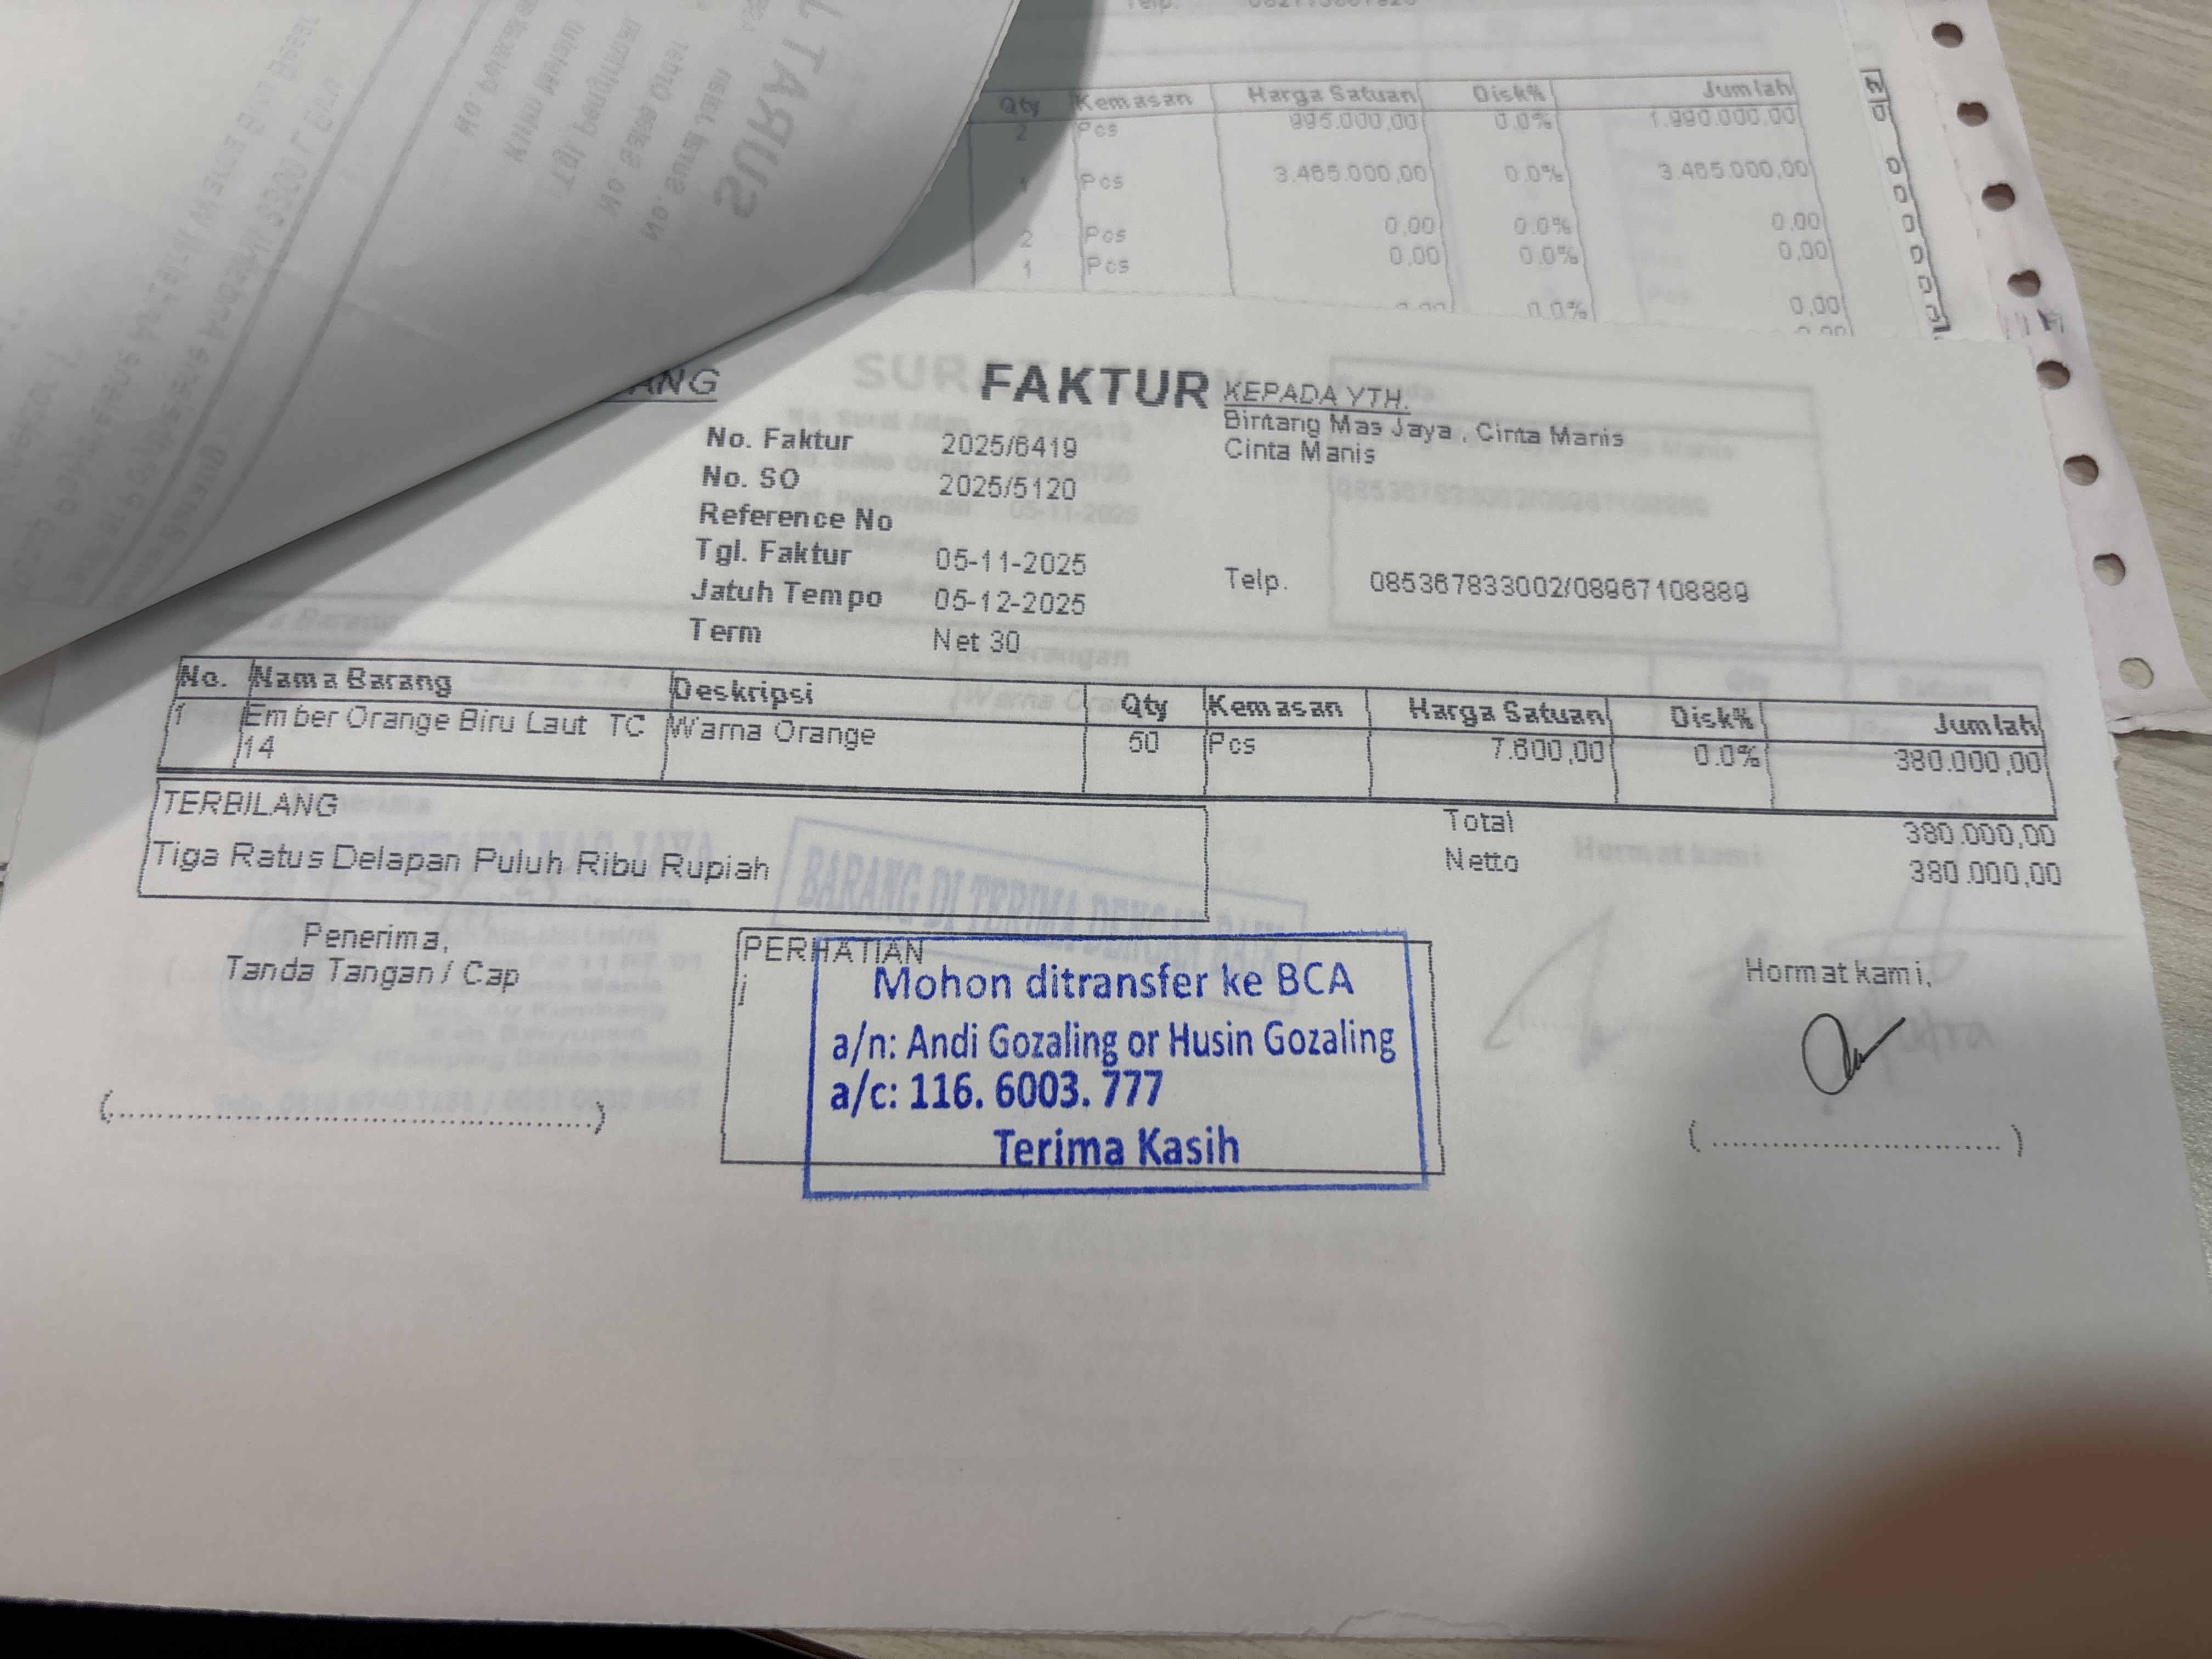 Telp.
Qty Kemasan Harga Satuan Disk% Jumlah
2 Pcs 995.000,00 0.0% 1.990.000,00
1 Pcs 3.465.000,00 0.0% 3.465.000,00
2 Pcs 0,00 0.0% 0,00
1 Pcs 0,00 0.0% 0,00
0.0% 0,00
ANG
FAKTUR
KEPADA YTH.
Bintang Mas Jaya , Cinta Manis
Cinta Manis
No. Faktur 2025/6419
No. SO 2025/5120
Reference No
Tgl. Faktur 05-11-2025
Jatuh Tempo 05-12-2025
Term Net 30
Telp. 085367833002/08967108889
No. Nama Barang Deskripsi Qty Kemasan Harga Satuan Disk% Jumlah
1 Ember Orange Biru Laut TC Warna Orange 50 Pcs 7.600,00 0.0% 380.000,00
14
TERBILANG
Tiga Ratus Delapan Puluh Ribu Rupiah
Total 380.000,00
Netto 380.000,00
BARANG DI TERIMA DENGAN BAIK
Penerima,
Tanda Tangan / Cap
PERHATIAN
Mohon ditransfer ke BCA
a/n: Andi Gozaling or Husin Gozaling
a/c: 116. 6003. 777
Terima Kasih
Hormat kami,